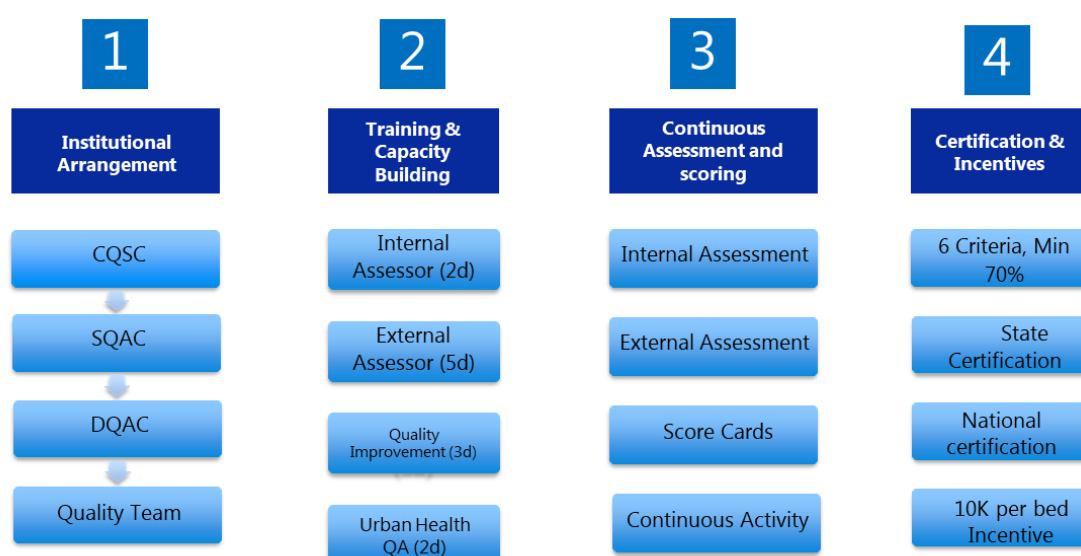 1
Institutional
Arrangement
CQSC
SQAC
DQAC
Quality Team
2
Training &
Capacity
Building
Internal
Assessor (2d)
External
Assessor (5d)
Quality
Improvement (3d)
Urban Health
QA (2d)
3
Continuous
Assessment and
scoring
Internal Assessment
External Assessment
Score Cards
Continuous Activity
4
Certification &
Incentives
6 Criteria, Min
70%
State
Certification
National
certification
10K per bed
Incentive